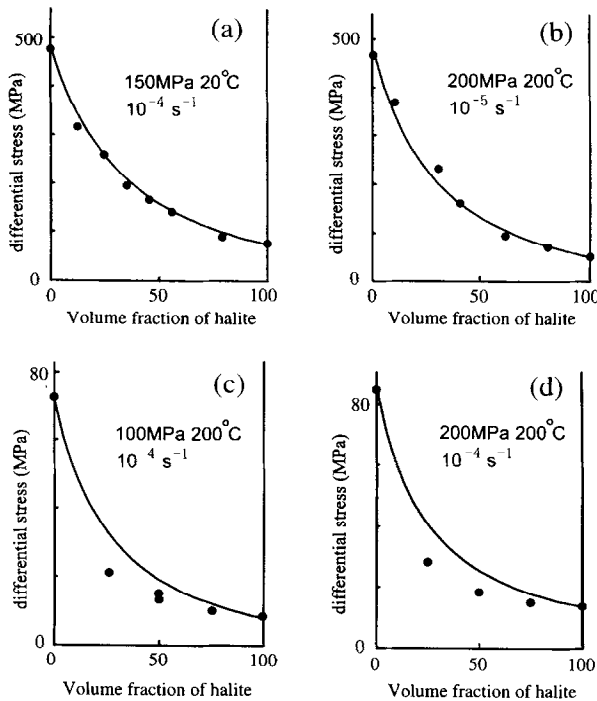 (a)
500
150MPa 20°C
10⁻⁴ s⁻¹
differential stress (MPa)
0
0 50 100
Volume fraction of halite
(b)
500
200MPa 200°C
10⁻⁵ s⁻¹
differential stress (MPa)
0
0 50 100
Volume fraction of halite
(c)
80
100MPa 200°C
10⁻⁴ s⁻¹
differential stress (MPa)
0
0 50 100
Volume fraction of halite
(d)
80
200MPa 200°C
10⁻⁴ s⁻¹
differential stress (MPa)
0
0 50 100
Volume fraction of halite